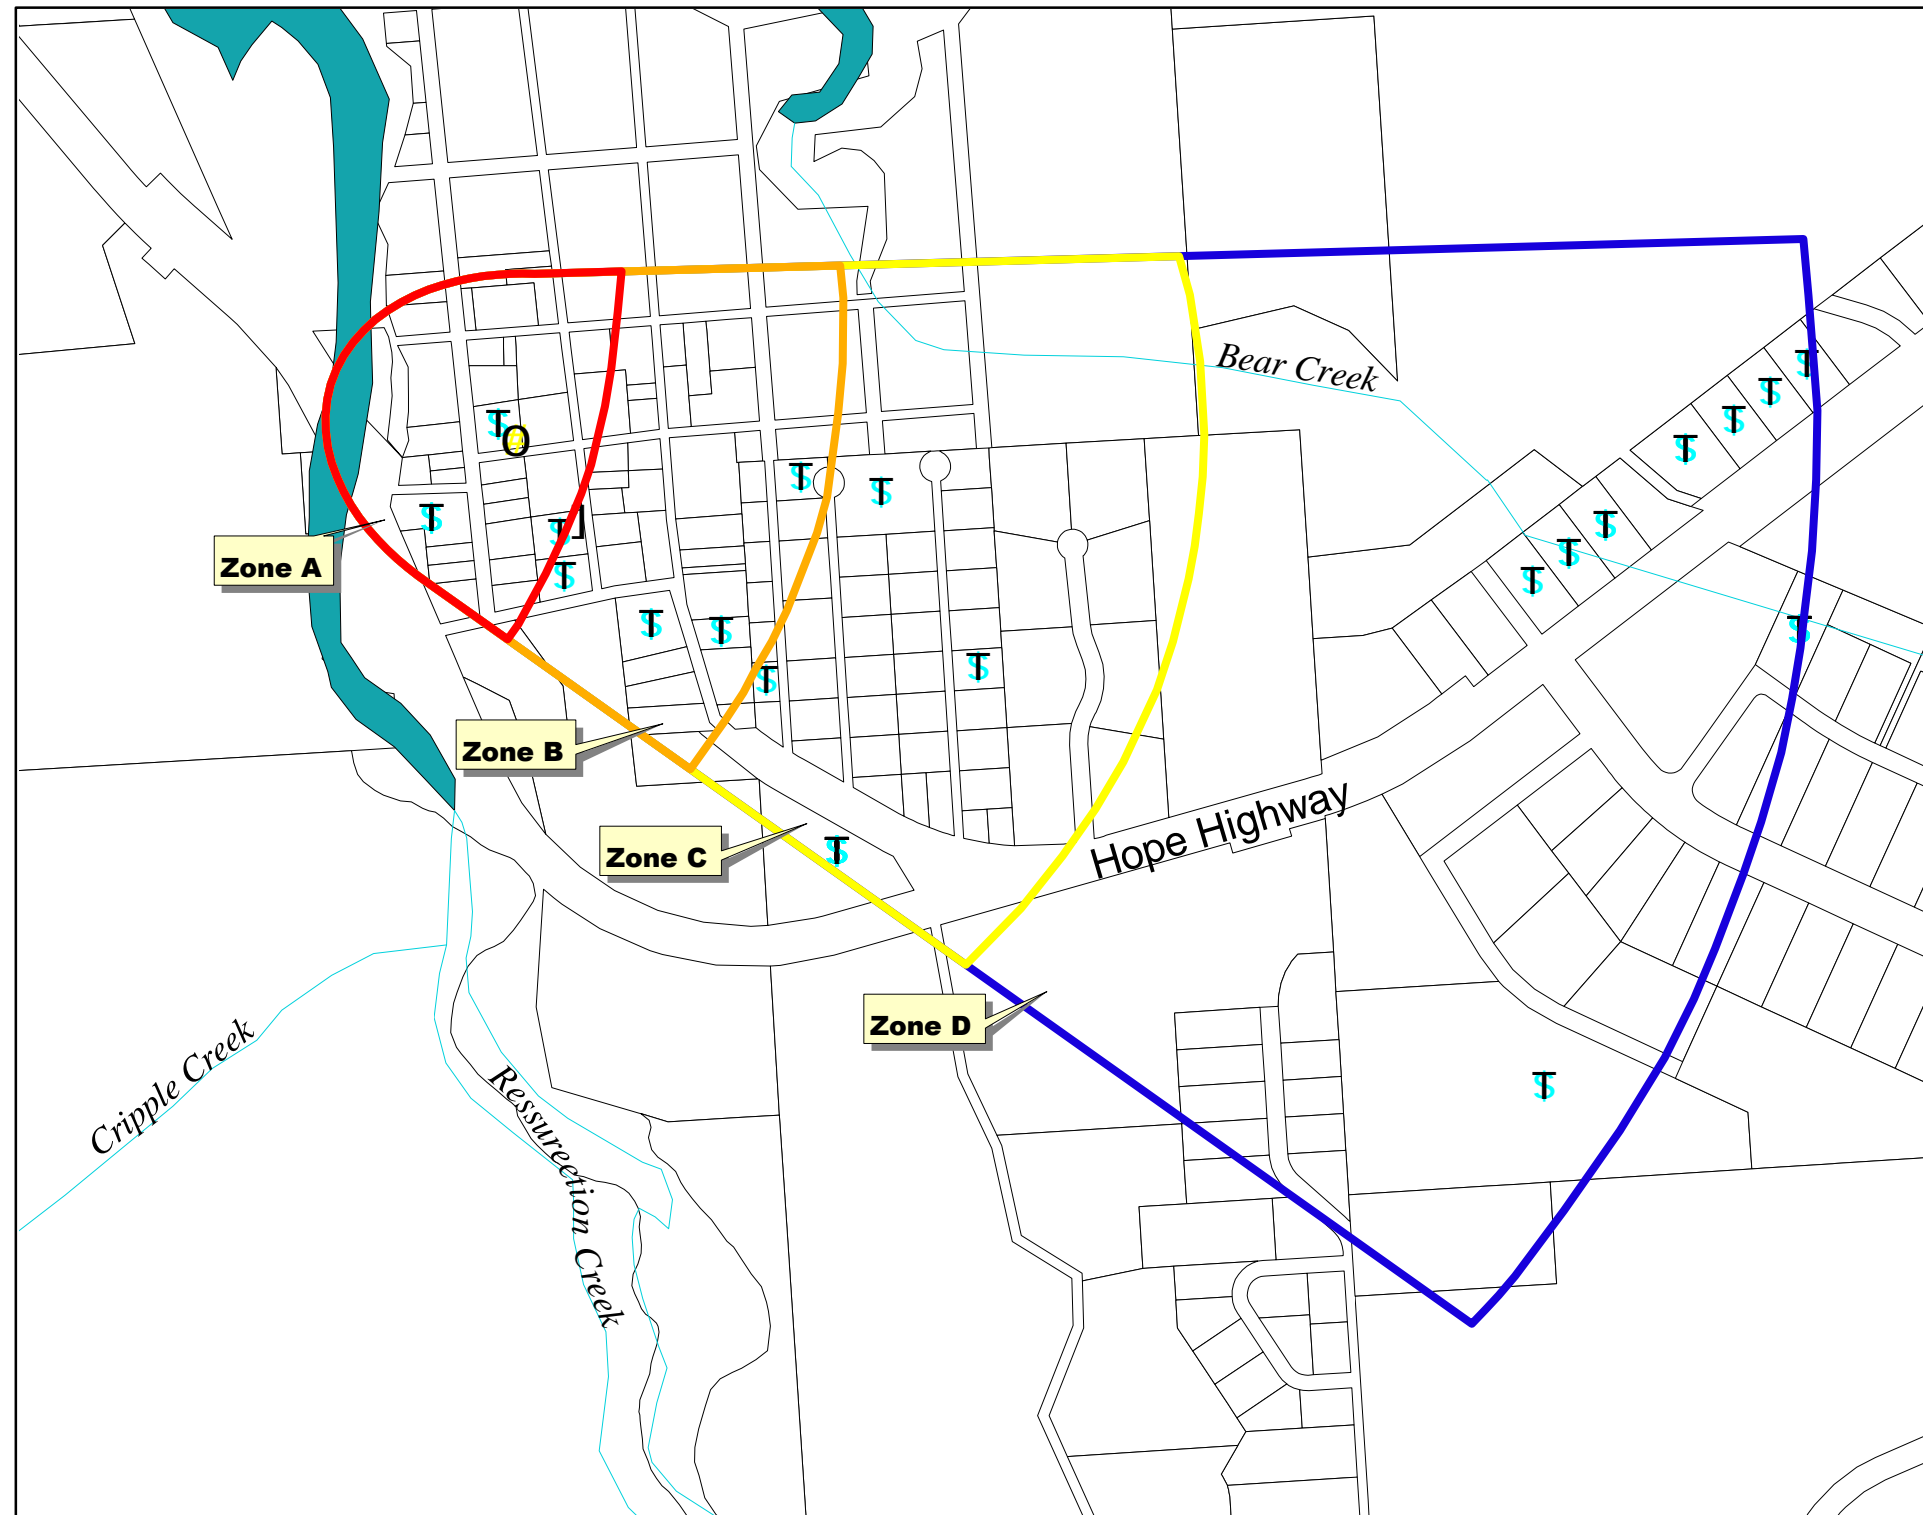 Bear Creek
Zone A
Zone B
Hope Highway
Zone C
Zone D
Cripple Creek
Ressurection Creek